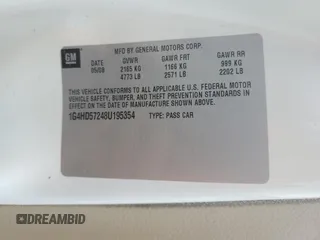 GM
MFD BY GENERAL MOTORS CORP.
DATE GVWR GAWR FRT GAWR RR
05/08 2165 KG 1166 KG 999 KG
4773 LB 2571 LB 2202 LB
THIS VEHICLE CONFORMS TO ALL APPLICABLE U.S. FEDERAL MOTOR
VEHICLE SAFETY, BUMPER, AND THEFT PREVENTION STANDARDS IN
EFFECT ON THE DATE OF MANUFACTURE SHOWN ABOVE.
1G4HD57248U195354 TYPE: PASS CAR
© DREAMBID